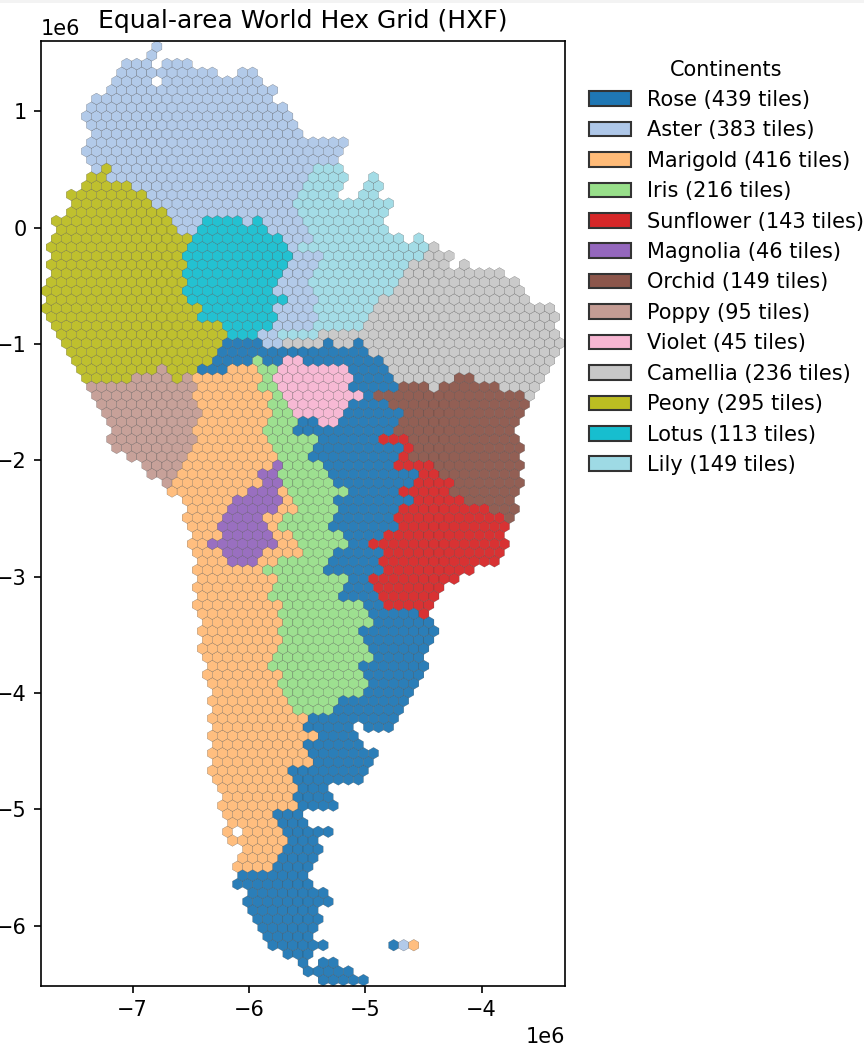 Equal-area World Hex Grid (HXF)
1e6
Continents
Rose (439 tiles)
Aster (383 tiles)
Marigold (416 tiles)
Iris (216 tiles)
Sunflower (143 tiles)
Magnolia (46 tiles)
Orchid (149 tiles)
Poppy (95 tiles)
Violet (45 tiles)
Camellia (236 tiles)
Peony (295 tiles)
Lotus (113 tiles)
Lily (149 tiles)
1
0
−1
−2
−3
−4
−5
−6
−7 −6 −5 −4
1e6